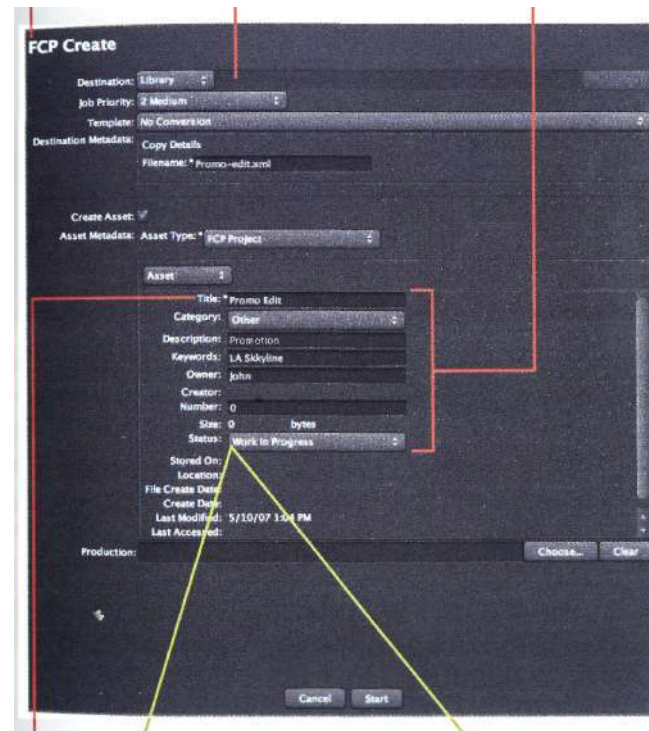 FCP Create
Destination: Library
Job Priority: 2 Medium
Template: No Conversion
Destination Metadata: Copy Details
Filename: * Promo-edit.xml
Create Asset:
Asset Metadata: Asset Type: * FCP Project
Asset
Title: * Promo Edit
Category: Other
Description: Promotion
Keywords: LA Skkyline
Owner: John
Creator:
Number: 0
Size: 0 bytes
Status: Work In Progress
Stored On:
Location:
File Create Date:
Create Date:
Last Modified: 5/10/07 1:04 PM
Last Accessed:
Production: Choose... Clear
Cancel Start